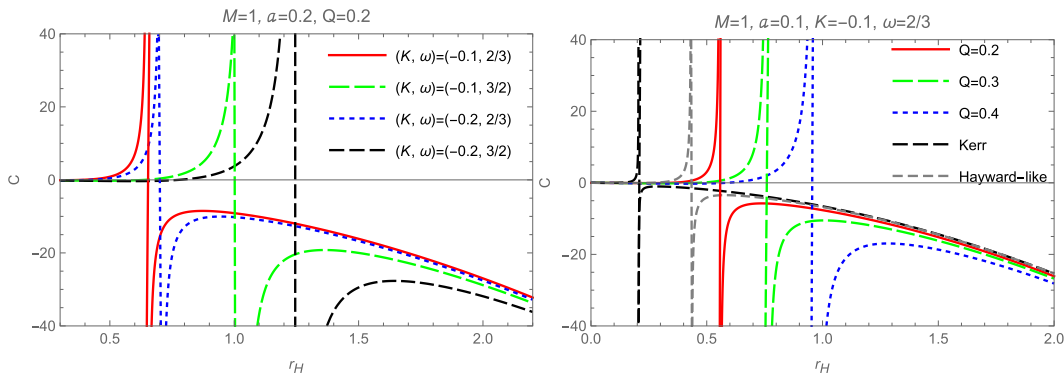 M=1, a=0.2, Q=0.2
(K, ω)=(-0.1, 2/3)
(K, ω)=(-0.1, 3/2)
(K, ω)=(-0.2, 2/3)
(K, ω)=(-0.2, 3/2)
40
20
0
-20
-40
C
0.5
1.0
1.5
2.0
r_H
M=1, a=0.1, K=-0.1, ω=2/3
Q=0.2
Q=0.3
Q=0.4
Kerr
Hayward-like
40
20
0
-20
-40
C
0.0
0.5
1.0
1.5
2.0
r_H